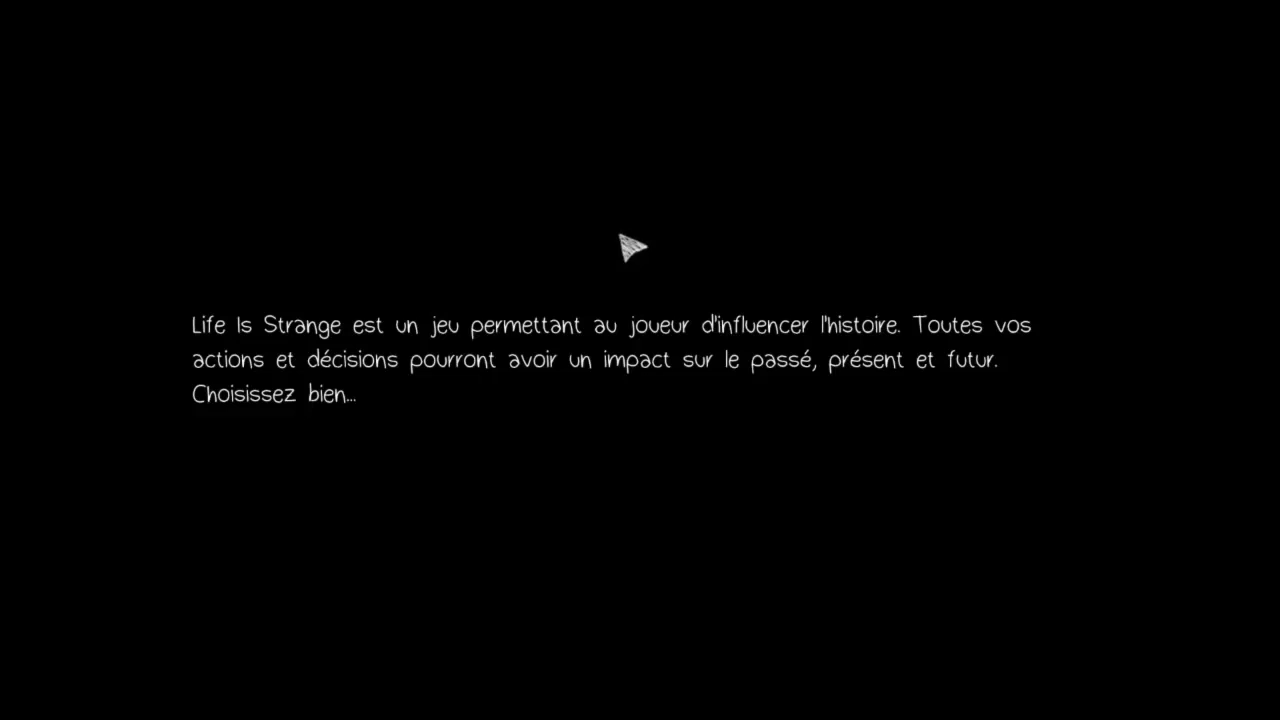 Life Is Strange est un jeu permettant au joueur d'influencer l'histoire. Toutes vos
actions et décisions pourront avoir un impact sur le passé, présent et futur.
Choisissez bien...